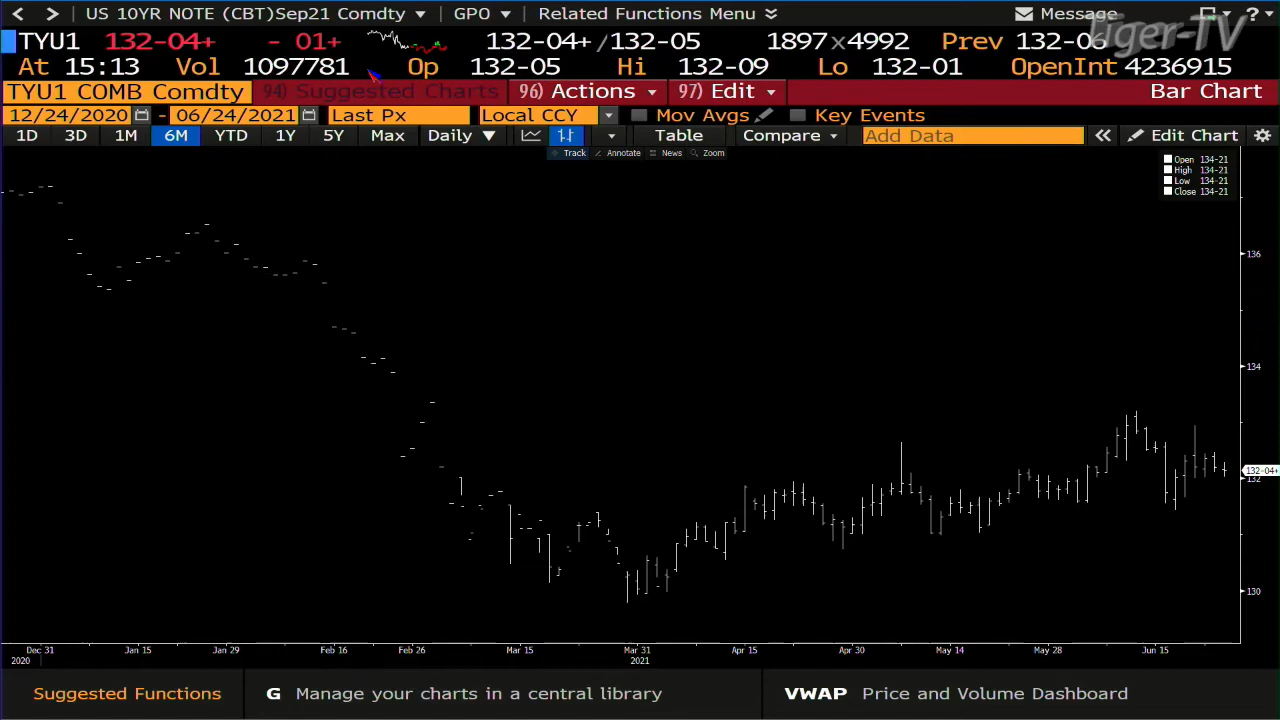 < > US 10YR NOTE (CBT)Sep21 Comdty GPO Related Functions Menu Message ?
TYU1 132-04+ - 01+ 132-04+/132-05 1897x4992 Prev 132-06
Tiger-TV
At 15:13 Vol 1097781 Op 132-05 Hi 132-09 Lo 132-01 OpenInt 4236915
TYU1 COMB Comdty 94) Suggested Charts 96) Actions 97) Edit Bar Chart
12/24/2020 - 06/24/2021 Last Px Local CCY Mov Avgs Key Events
1D 3D 1M 6M YTD 1Y 5Y Max Daily Table Compare Add Data « Edit Chart
Track Annotate News Zoom
Open 134-21
High 134-21
Low 134-21
Close 134-21
136
134
132-04+
132
130
Dec 31 Jan 15 Jan 29 Feb 16 Feb 26 Mar 15 Mar 31 Apr 15 Apr 30 May 14 May 28 Jun 15
2020 2021
Suggested Functions G Manage your charts in a central library VWAP Price and Volume Dashboard